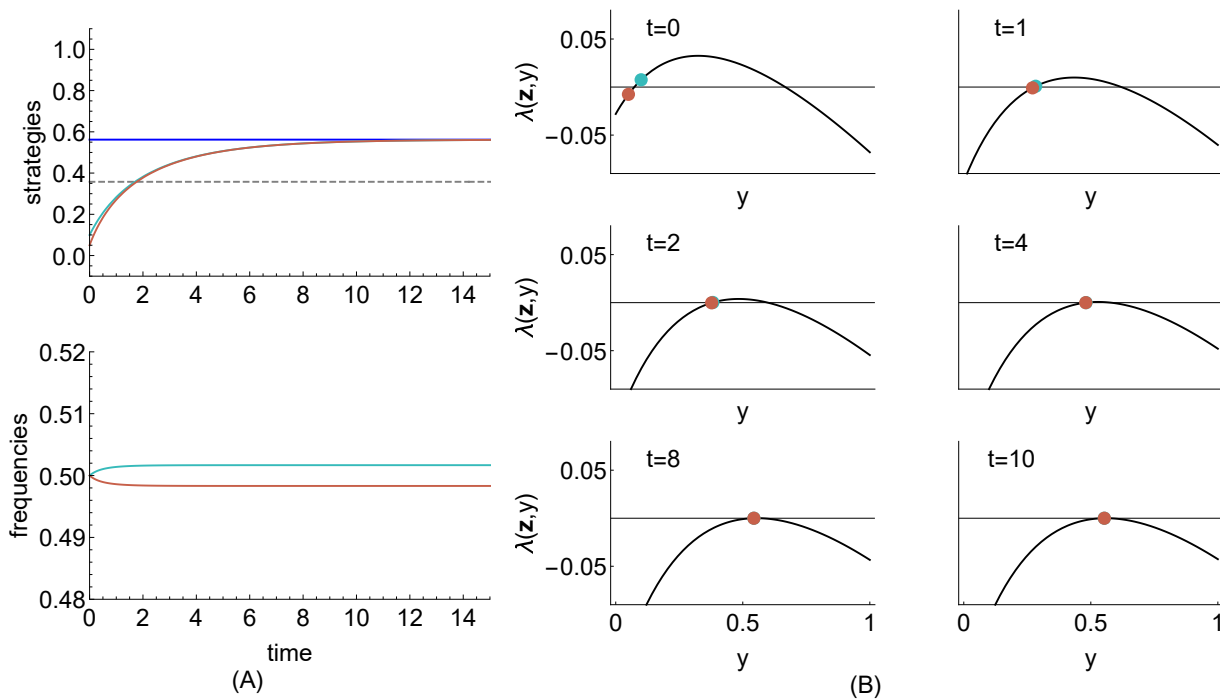 strategies
1.0
0.8
0.6
0.4
0.2
0.0
0 2 4 6 8 10 12 14
frequencies
0.52
0.51
0.50
0.49
0.48
0 2 4 6 8 10 12 14
time
(A)
t=0
λ(z,y)
0.05
−0.05
y
t=1
y
t=2
λ(z,y)
0.05
−0.05
y
t=4
y
t=8
λ(z,y)
0.05
−0.05
0 0.5 1
y
t=10
0 0.5 1
y
(B)